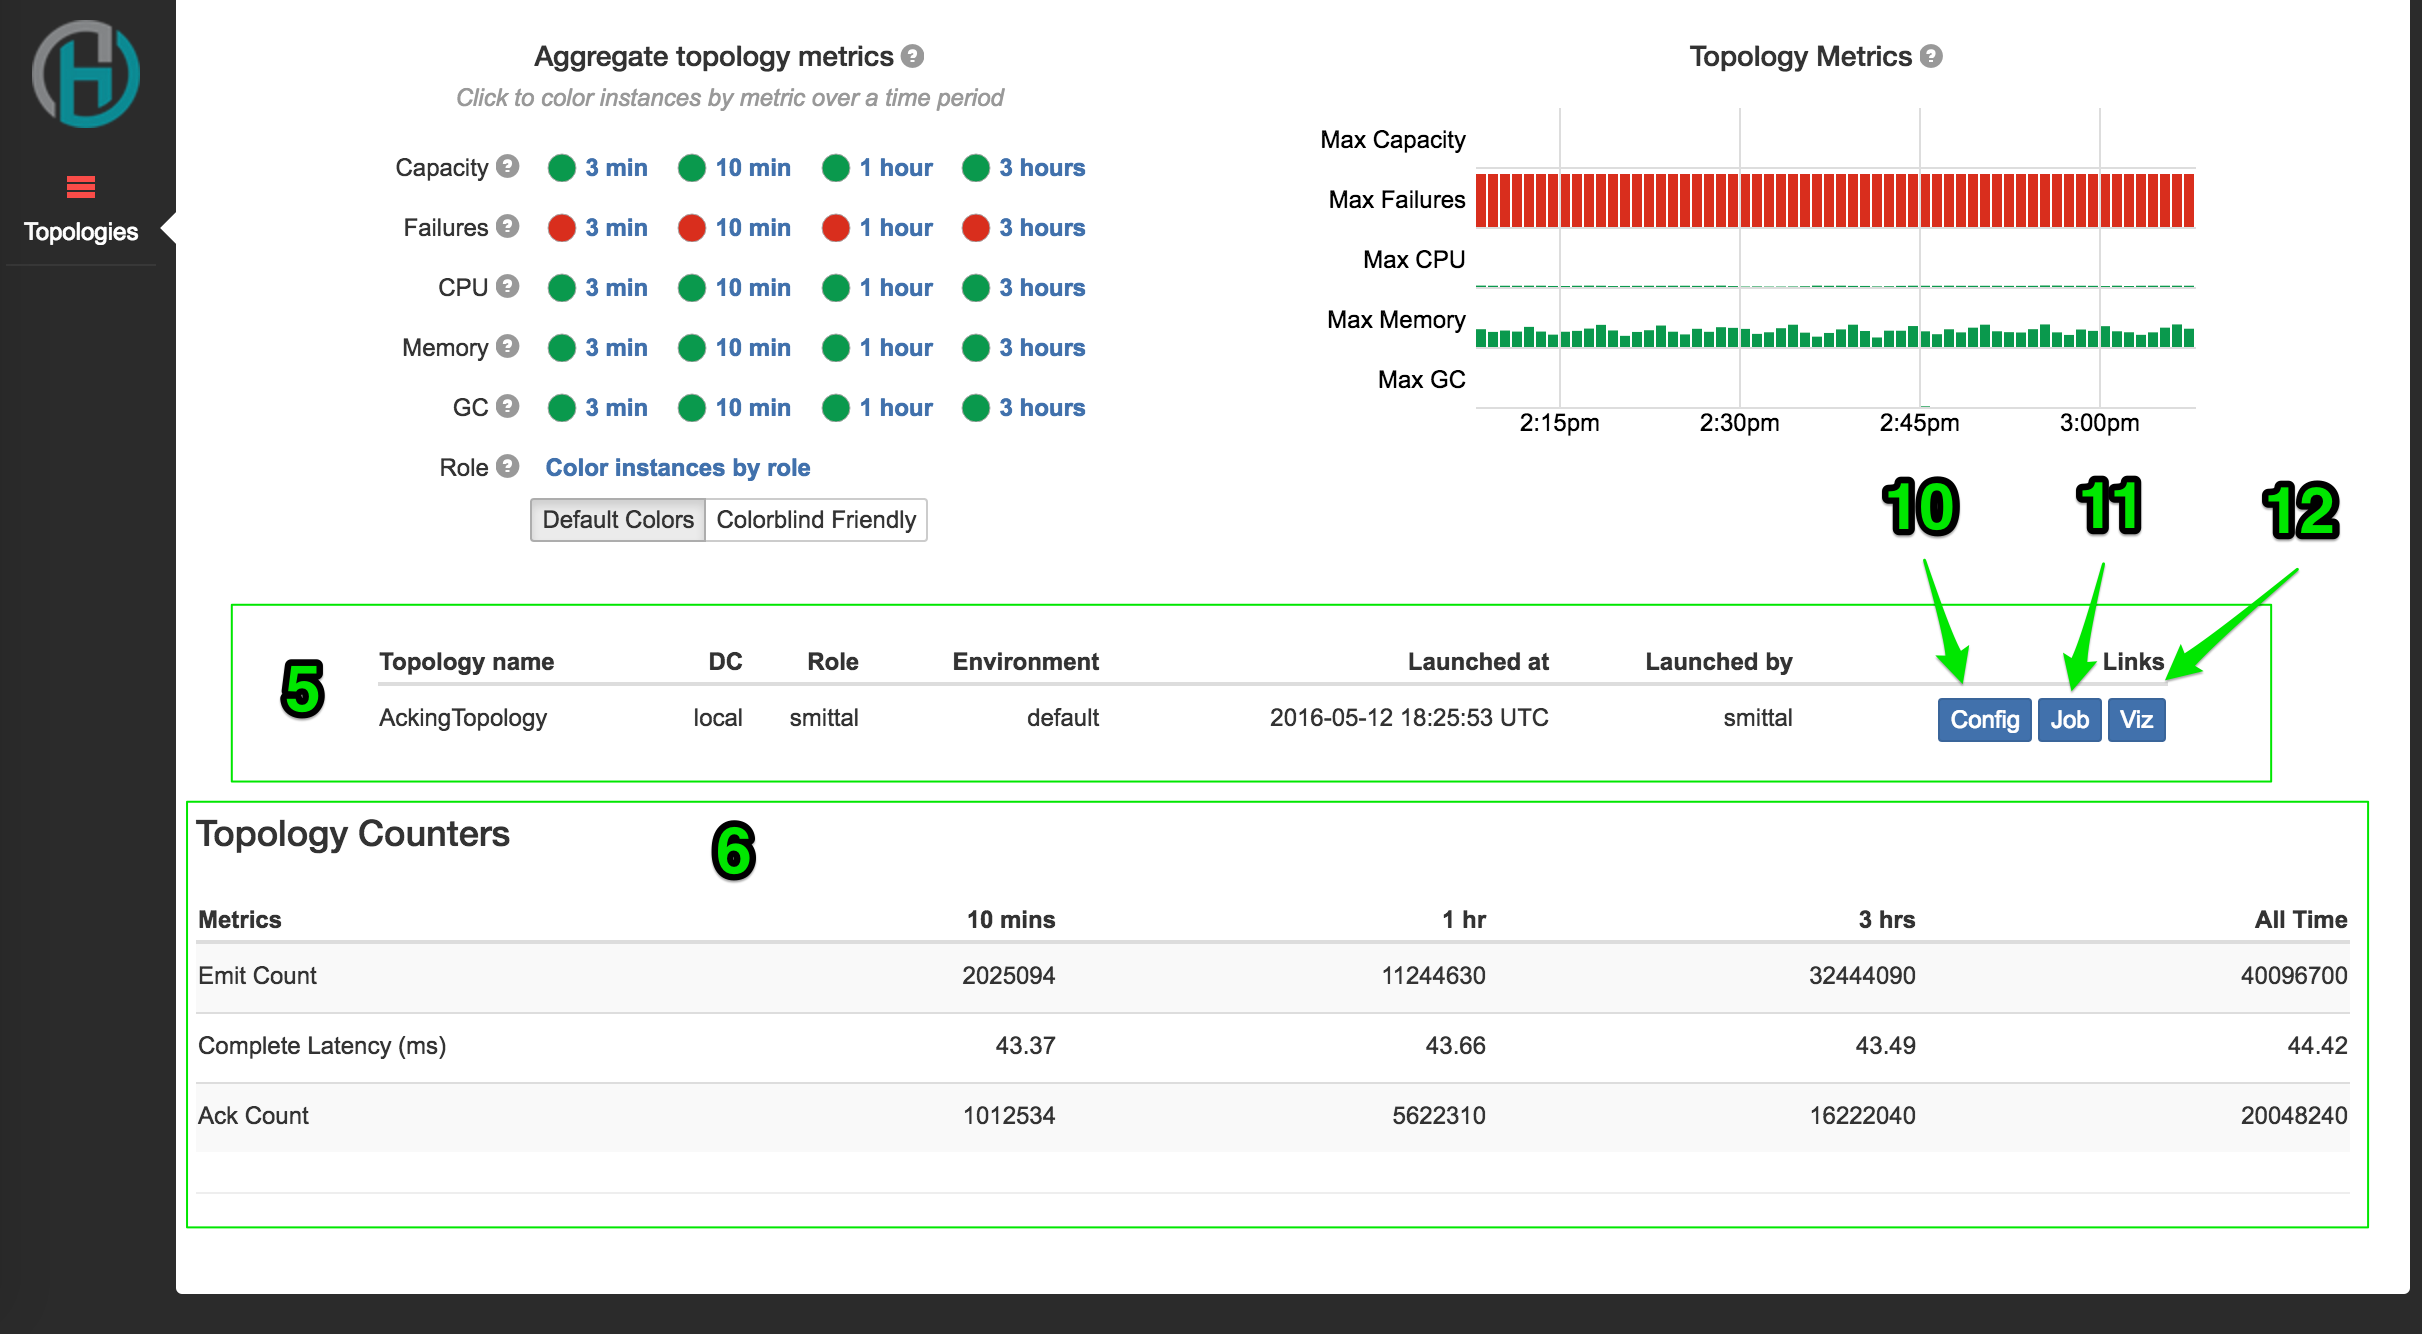 Topologies
Aggregate topology metrics ?
Click to color instances by metric over a time period
Capacity ? 3 min 10 min 1 hour 3 hours
Failures ? 3 min 10 min 1 hour 3 hours
CPU ? 3 min 10 min 1 hour 3 hours
Memory ? 3 min 10 min 1 hour 3 hours
GC ? 3 min 10 min 1 hour 3 hours
Role ? Color instances by role
Default Colors Colorblind Friendly
Topology Metrics ?
Max Capacity
Max Failures
Max CPU
Max Memory
Max GC
2:15pm 2:30pm 2:45pm 3:00pm
10 11 12
5
Topology name DC Role Environment Launched at Launched by Links
AckingTopology local smittal default 2016-05-12 18:25:53 UTC smittal Config Job Viz
Topology Counters
6
Metrics 10 mins 1 hr 3 hrs All Time
Emit Count 2025094 11244630 32444090 40096700
Complete Latency (ms) 43.37 43.66 43.49 44.42
Ack Count 1012534 5622310 16222040 20048240